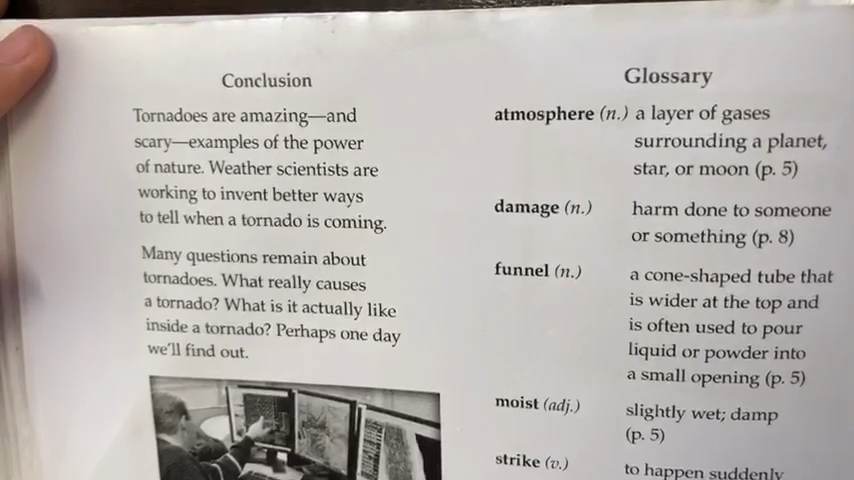 Conclusion
Tornadoes are amazing—and
scary—examples of the power
of nature. Weather scientists are
working to invent better ways
to tell when a tornado is coming.
Many questions remain about
tornadoes. What really causes
a tornado? What is it actually like
inside a tornado? Perhaps one day
we'll find out.
Glossary
atmosphere (n.) a layer of gases
surrounding a planet,
star, or moon (p. 5)
damage (n.) harm done to someone
or something (p. 8)
funnel (n.) a cone-shaped tube that
is wider at the top and
is often used to pour
liquid or powder into
a small opening (p. 5)
moist (adj.) slightly wet; damp
(p. 5)
strike (v.) to happen suddenly